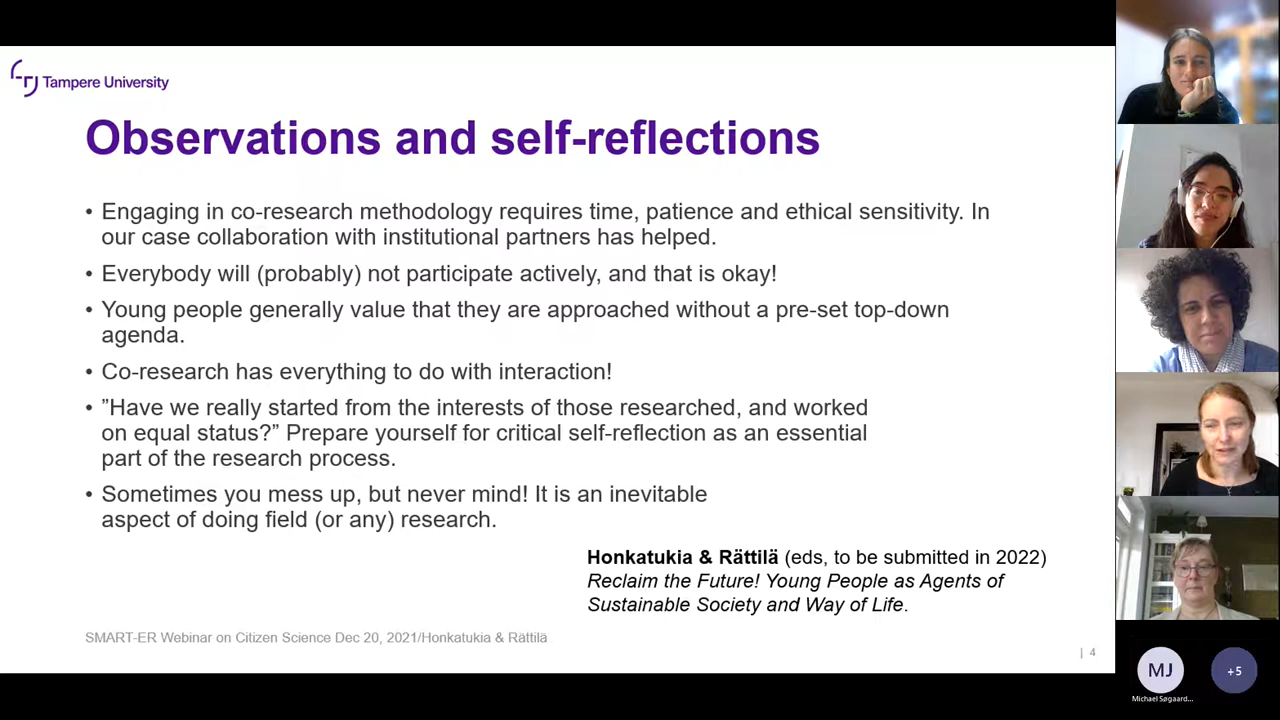 Tampere University
Observations and self-reflections
• Engaging in co-research methodology requires time, patience and ethical sensitivity. In
our case collaboration with institutional partners has helped.
• Everybody will (probably) not participate actively, and that is okay!
• Young people generally value that they are approached without a pre-set top-down
agenda.
• Co-research has everything to do with interaction!
• ”Have we really started from the interests of those researched, and worked
on equal status?” Prepare yourself for critical self-reflection as an essential
part of the research process.
• Sometimes you mess up, but never mind! It is an inevitable
aspect of doing field (or any) research.
Honkatukia & Rättilä (eds, to be submitted in 2022)
Reclaim the Future! Young People as Agents of
Sustainable Society and Way of Life.
SMART-ER Webinar on Citizen Science Dec 20, 2021/Honkatukia & Rättilä
| 4
MJ
+5
Michael Søgaard...